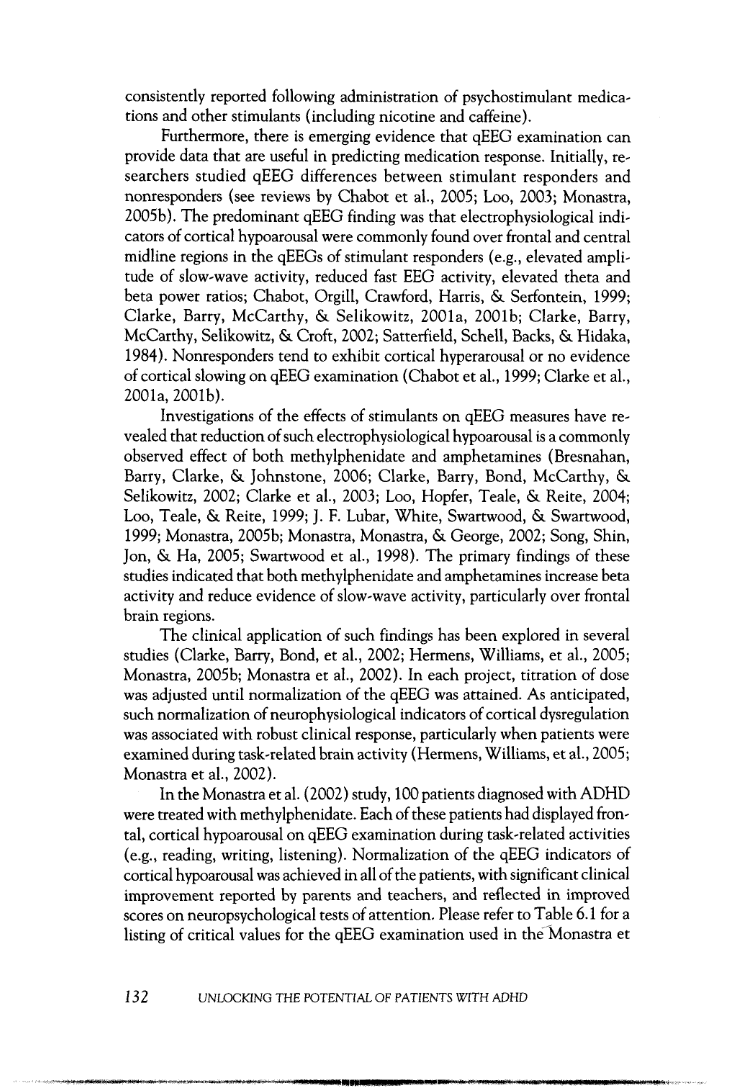 consistently reported following administration of psychostimulant medica-
tions and other stimulants (including nicotine and caffeine).
Furthermore, there is emerging evidence that qEEG examination can
provide data that are useful in predicting medication response. Initially, re-
searchers studied qEEG differences between stimulant responders and
nonresponders (see reviews by Chabot et al., 2005; Loo, 2003; Monastra,
2005b). The predominant qEEG finding was that electrophysiological indi-
cators of cortical hypoarousal were commonly found over frontal and central
midline regions in the qEEGs of stimulant responders (e.g., elevated ampli-
tude of slow-wave activity, reduced fast EEG activity, elevated theta and
beta power ratios; Chabot, Orgill, Crawford, Harris, & Serfontein, 1999;
Clarke, Barry, McCarthy, & Selikowitz, 2001a, 2001b; Clarke, Barry,
McCarthy, Selikowitz, & Croft, 2002; Satterfield, Schell, Backs, & Hidaka,
1984). Nonresponders tend to exhibit cortical hyperarousal or no evidence
of cortical slowing on qEEG examination (Chabot et al., 1999; Clarke et al.,
2001a, 2001b).
Investigations of the effects of stimulants on qEEG measures have re-
vealed that reduction of such electrophysiological hypoarousal is a commonly
observed effect of both methylphenidate and amphetamines (Bresnahan,
Barry, Clarke, & Johnstone, 2006; Clarke, Barry, Bond, McCarthy, &
Selikowitz, 2002; Clarke et al., 2003; Loo, Hopfer, Teale, & Reite, 2004;
Loo, Teale, & Reite, 1999; J. F. Lubar, White, Swartwood, & Swartwood,
1999; Monastra, 2005b; Monastra, Monastra, & George, 2002; Song, Shin,
Jon, & Ha, 2005; Swartwood et al., 1998). The primary findings of these
studies indicated that both methylphenidate and amphetamines increase beta
activity and reduce evidence of slow-wave activity, particularly over frontal
brain regions.
The clinical application of such findings has been explored in several
studies (Clarke, Barry, Bond, et al., 2002; Hermens, Williams, et al., 2005;
Monastra, 2005b; Monastra et al., 2002). In each project, titration of dose
was adjusted until normalization of the qEEG was attained. As anticipated,
such normalization of neurophysiological indicators of cortical dysregulation
was associated with robust clinical response, particularly when patients were
examined during task-related brain activity (Hermens, Williams, et al., 2005;
Monastra et al., 2002).
In the Monastra et al. (2002) study, 100 patients diagnosed with ADHD
were treated with methylphenidate. Each of these patients had displayed fron-
tal, cortical hypoarousal on qEEG examination during task-related activities
(e.g., reading, writing, listening). Normalization of the qEEG indicators of
cortical hypoarousal was achieved in all of the patients, with significant clinical
improvement reported by parents and teachers, and reflected in improved
scores on neuropsychological tests of attention. Please refer to Table 6.1 for a
listing of critical values for the qEEG examination used in the Monastra et
132 UNLOCKING THE POTENTIAL OF PATIENTS WITH ADHD